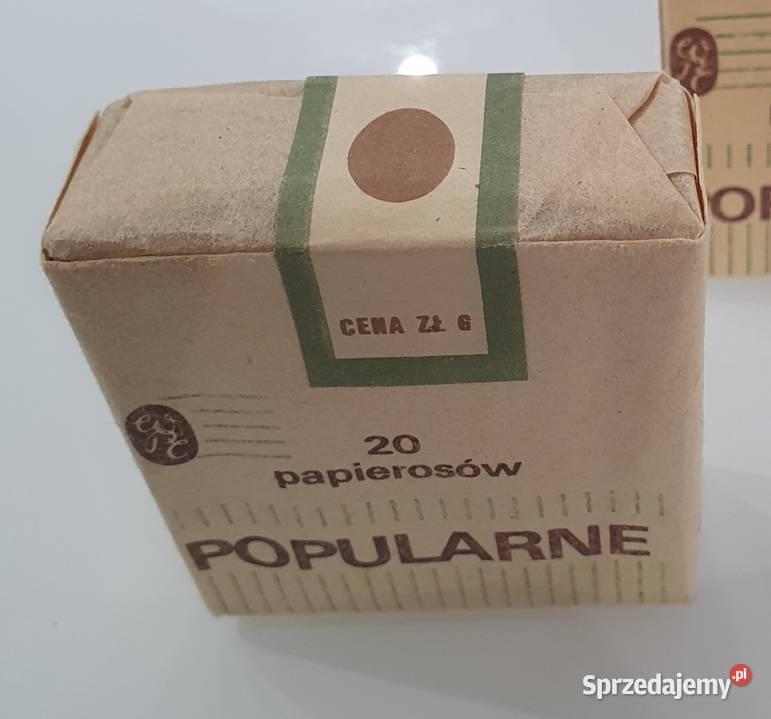 CENA ZŁ 6
20
papierosów
POPULARNE
Sprzedajemy.pl